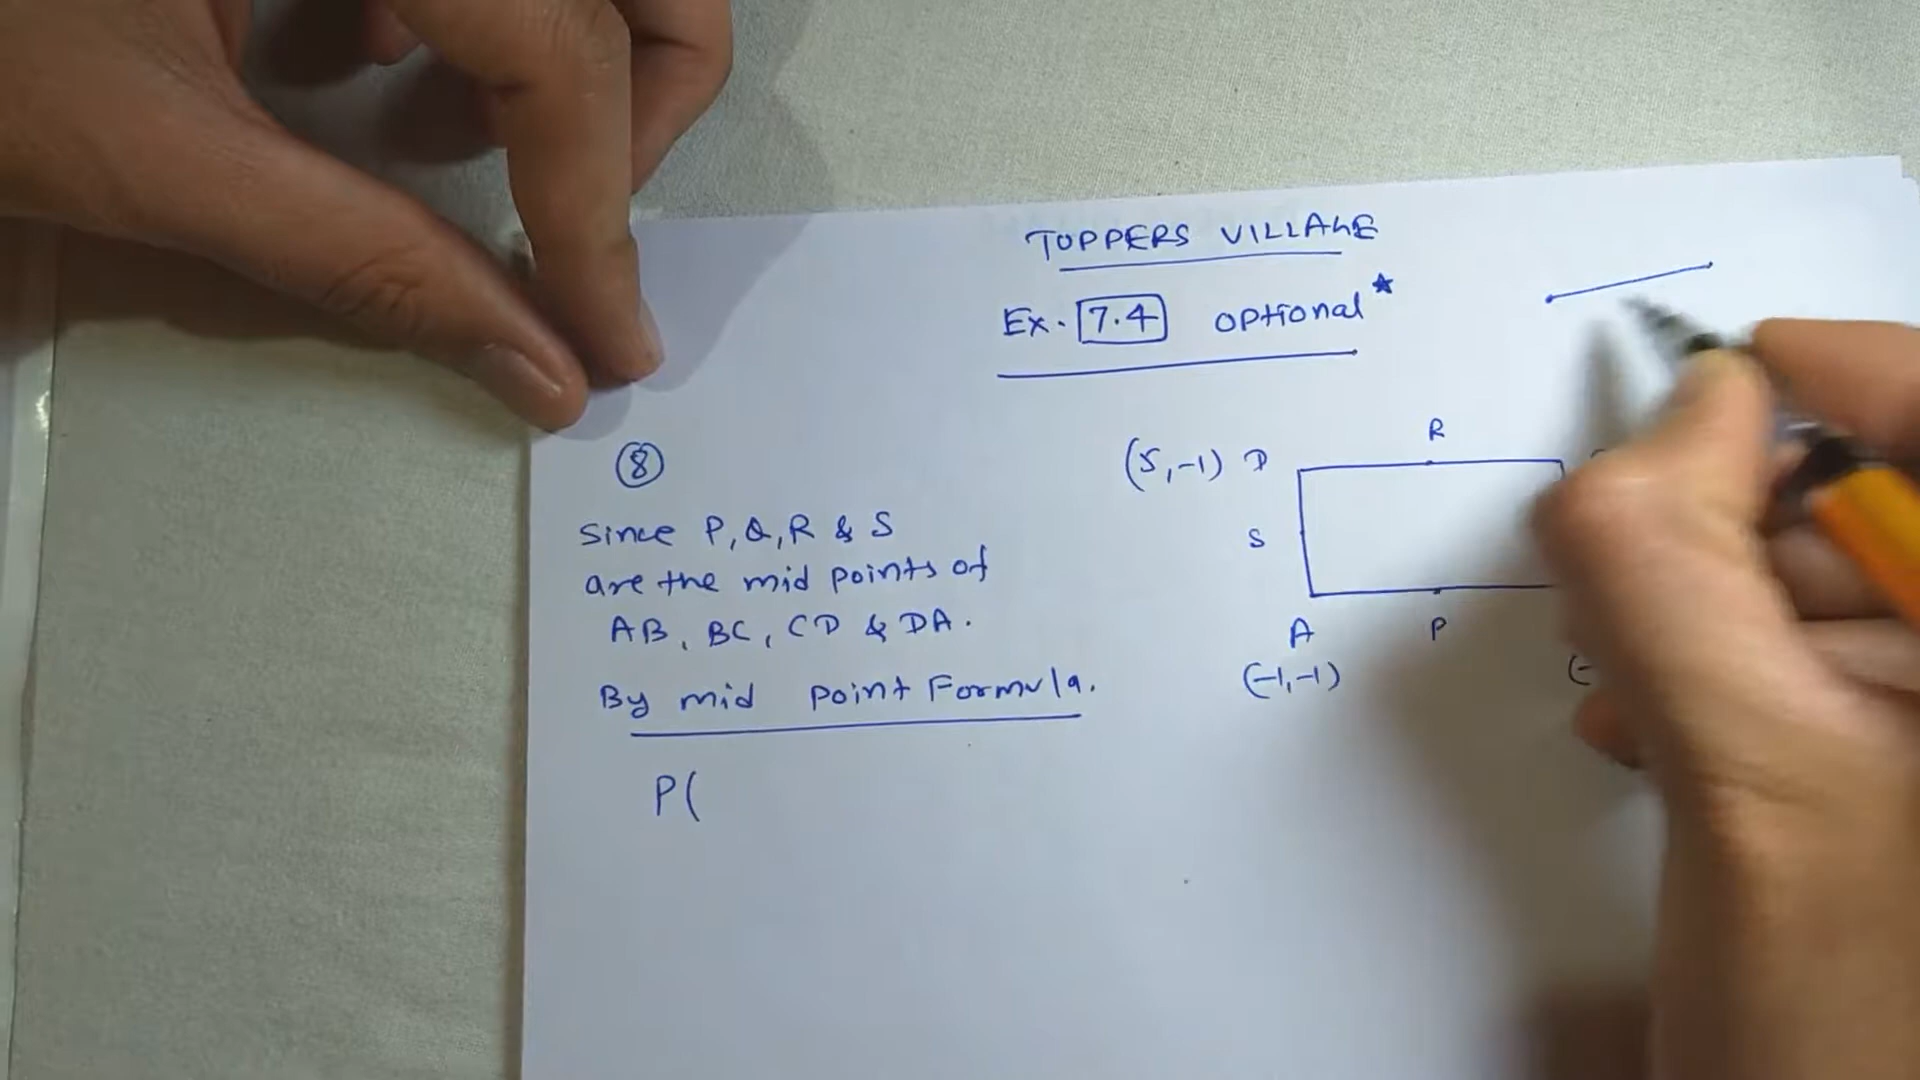 TOPPERS VILLAGE
Ex. 7.4 optional*
8
Since P, Q, R & S
are the mid points of
AB, BC, CD & DA.
By mid point Formula.
P(
R
(5,-1) D
S
A P
(-1,-1) (-